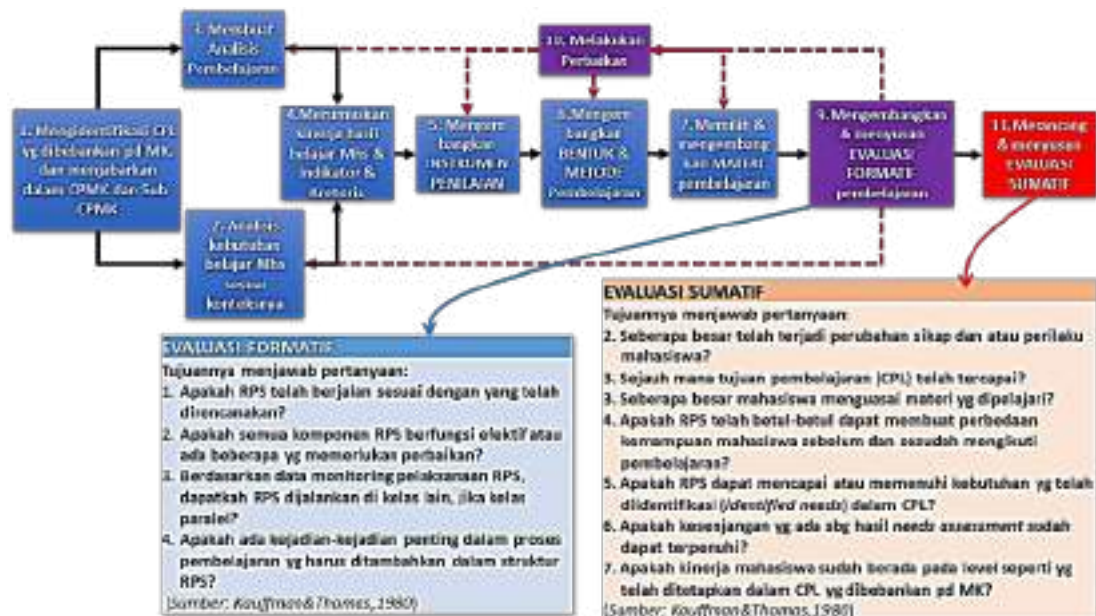 3. Membuat
Analisis
Pembelajaran
10. Melakukan
Perbaikan
1. Mengidentifikasi CPL
yg dibebankan pd MK,
dan menjabarkan
dalam CPMK dan Sub
CPMK
4. Merumuskan
kinerja hasil
belajar Mhs &
Indikator &
5. Mengem
bangkan
INSTRUMEN
PENILAIAN
6. Mengem
bangkan
BENTUK &
METODE
Pembelajaran
7. Memilih &
mengembang
kan MATERI
pembelajaran
9. Mengembangkan
& menyusun
EVALUASI
FORMATIF
pembelajaran
11. Merancang
& menyusun
EVALUASI
SUMATIF
2. Analisis
kebutuhan
belajar Mhs
sesuai
konteksnya
EVALUASI FORMATIF
Tujuannya menjawab pertanyaan:
1. Apakah RPS telah berjalan sesuai dengan yang telah
direncanakan?
2. Apakah semua komponen RPS berfungsi efektif atau
ada beberapa yg memerlukan perbaikan?
3. Berdasarkan data monitoring pelaksanaan RPS,
dapatkah RPS dijalankan di kelas lain, jika kelas
paralel?
4. Apakah ada kejadian-kejadian penting dalam proses
pembelajaran yg harus ditambahkan dalam struktur
RPS?
(Sumber: Kauffman&Thomas,1980)
EVALUASI SUMATIF
Tujuannya menjawab pertanyaan:
2. Seberapa besar telah terjadi perubahan sikap dan atau perilaku
mahasiswa?
3. Sejauh mana tujuan pembelajaran (CPL) telah tercapai?
3. Seberapa besar mahasiswa menguasai materi yg dipelajari?
4. Apakah RPS telah betul-betul dapat membuat perbedaan
kemampuan mahasiswa sebelum dan sesudah mengikuti
pembelajaran?
5. Apakah RPS dapat mencapai atau memenuhi kebutuhan yg telah
diidentifikasi (identified needs) dalam CPL?
6. Apakah kesenjangan yg ada sbg hasil needs assessment sudah
dapat terpenuhi?
7. Apakah kinerja mahasiswa sudah berada pada level seperti yg
telah ditetapkan dalam CPL yg dibebankan pd MK?
(Sumber: Kauffman&Thomas,1980)